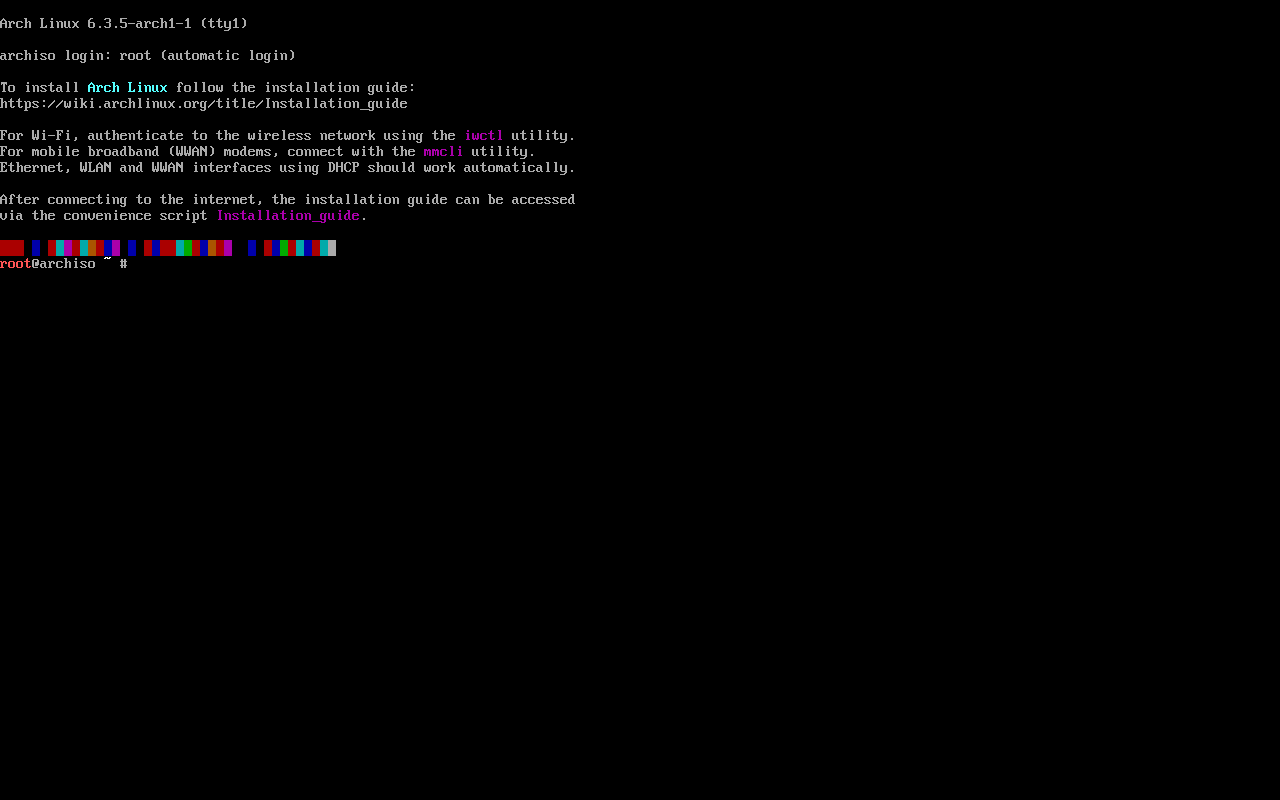 Arch Linux 6.3.5-arch1-1 (tty1)
archiso login: root (automatic login)
To install Arch Linux follow the installation guide:
https://wiki.archlinux.org/title/Installation_guide
For Wi-Fi, authenticate to the wireless network using the iwctl utility.
For mobile broadband (WWAN) modems, connect with the mmcli utility.
Ethernet, WLAN and WWAN interfaces using DHCP should work automatically.
After connecting to the internet, the installation guide can be accessed
via the convenience script Installation_guide.
root@archiso ~ #